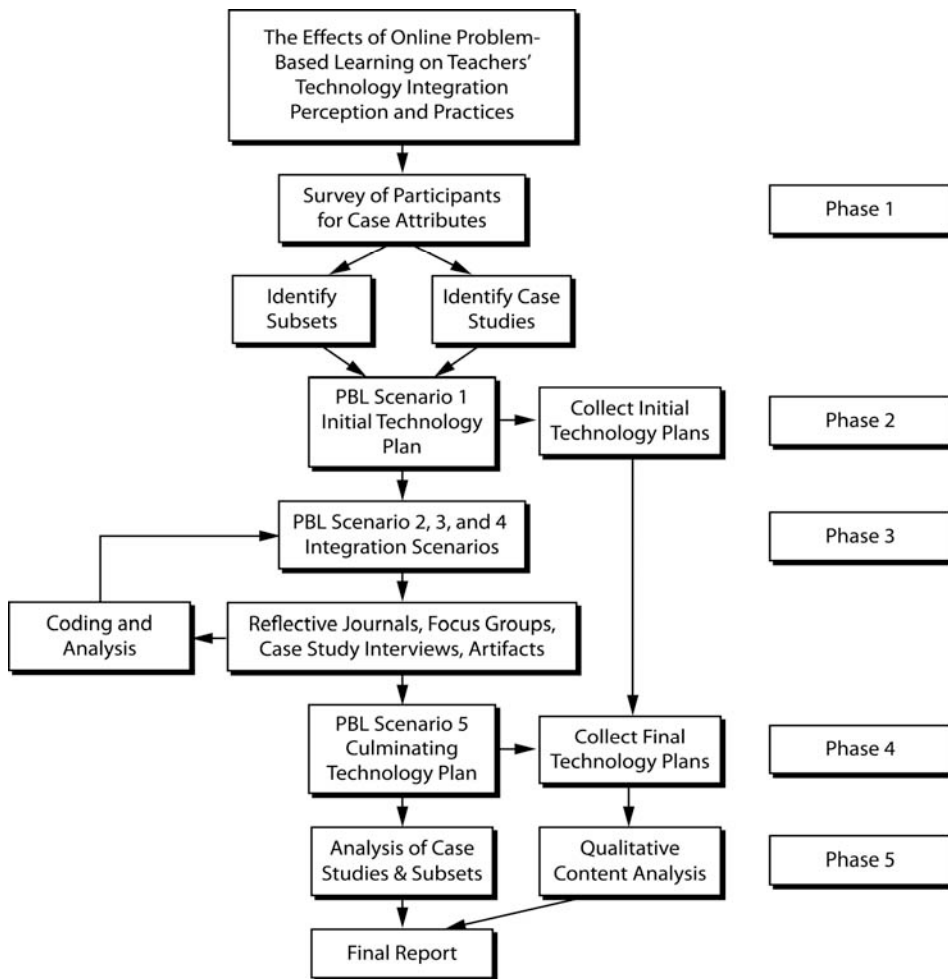 The Effects of Online Problem-
Based Learning on Teachers’
Technology Integration
Perception and Practices
Survey of Participants
for Case Attributes
Phase 1
Identify
Subsets
Identify Case
Studies
PBL Scenario 1
Initial Technology
Plan
Collect Initial
Technology Plans
Phase 2
PBL Scenario 2, 3, and 4
Integration Scenarios
Phase 3
Coding and
Analysis
Reflective Journals, Focus Groups,
Case Study Interviews, Artifacts
PBL Scenario 5
Culminating
Technology Plan
Collect Final
Technology Plans
Phase 4
Analysis of Case
Studies & Subsets
Qualitative
Content Analysis
Phase 5
Final Report